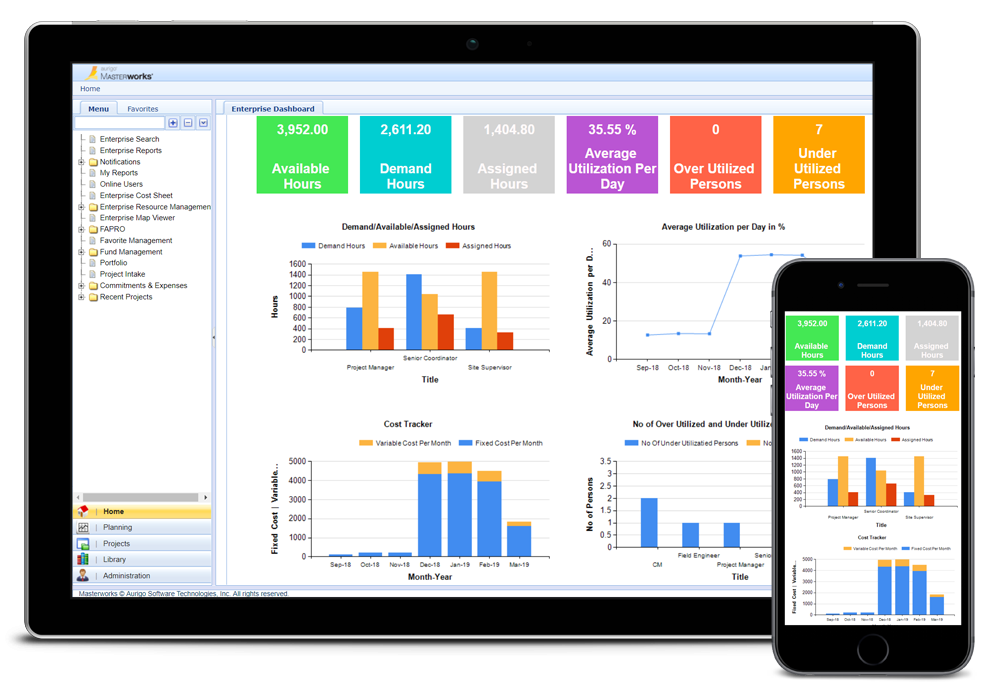 aurigo
MASTERWORKS'
Home
Menu
Favorites
Enterprise Search
Enterprise Reports
Notifications
My Reports
Online Users
Enterprise Cost Sheet
Enterprise Resource Managemen
Enterprise Map Viewer
FAPRO
Favorite Management
Fund Management
Portfolio
Project Intake
Commitments & Expenses
Recent Projects
Home
Planning
Projects
Library
Administration
Masterworks © Aurigo Software Technologies, Inc. All rights reserved.
Enterprise Dashboard
3,952.00
Available
Hours
2,611.20
Demand
Hours
1,404.80
Assigned
Hours
35.55 %
Average
Utilization Per
Day
0
Over Utilized
Persons
7
Under
Utilized
Persons
Demand/Available/Assigned Hours
Demand Hours Available Hours Assigned Hours
Hours
1600
1400
1200
1000
800
600
400
200
0
Senior Coordinator
Project Manager Site Supervisor
Title
Average Utilization per Day in %
Average Utilization per D...
60
40
20
0
Sep-18 Oct-18 Nov-18 Dec-18 Jan
Month-Year
Cost Tracker
Variable Cost Per Month Fixed Cost Per Month
Fixed Cost | Variable...
5000
4000
3000
2000
1000
0
Sep-18 Oct-18 Nov-18 Dec-18 Jan-19 Feb-19 Mar-19
Month-Year
No of Over Utilized and Under Utiliz
No Of Under Utilizatied Persons No
No of Persons
3.5
3
2.5
2
1.5
1
0.5
0
Field Engineer Senio
CM Project Manager
Title
3,952.00
Available
Hours
2,611.20
Demand
Hours
1,404.80
Assigned
Hours
35.55 %
Average
Utilization Per
Day
0
Over Utilized
Persons
7
Under
Utilized
Persons
Demand/Available/Assigned Hours
Demand Hours Available Hours Assigned Hours
Hours
1600
1400
1200
1000
800
600
400
200
0
Senior Coordinator
Project Manager Site Supervisor
Title
Cost Tracker
Variable Cost Per Month Fixed Cost Per Month
Fixed Cost | Variable...
5000
4000
3000
2000
1000
0
Sep-18 Oct-18 Nov-18 Dec-18 Jan-19 Feb-19 Mar-19